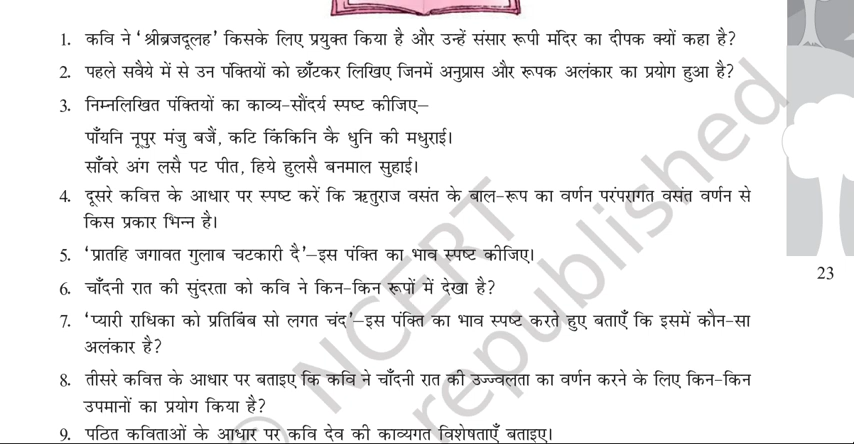 1. कवि ने 'श्रीब्रजदूलह' किसके लिए प्रयुक्त किया है और उन्हें संसार रूपी मंदिर का दीपक क्यों कहा है?
2. पहले सवैये में से उन पंक्तियों को छाँटकर लिखिए जिनमें अनुप्रास और रूपक अलंकार का प्रयोग हुआ है?
3. निम्नलिखित पंक्तियों का काव्य-सौंदर्य स्पष्ट कीजिए–
पाँयनि नूपुर मंजु बजैं, कटि किंकिनि कै धुनि की मधुराई।
साँवरे अंग लसै पट पीत, हिये हुलसै बनमाल सुहाई।
4. दूसरे कवित्त के आधार पर स्पष्ट करें कि ऋतुराज वसंत के बाल-रूप का वर्णन परंपरागत वसंत वर्णन से
किस प्रकार भिन्न है।
5. 'प्रातहि जगावत गुलाब चटकारी दै'–इस पंक्ति का भाव स्पष्ट कीजिए।
23
6. चाँदनी रात की सुंदरता को कवि ने किन-किन रूपों में देखा है?
7. 'प्यारी राधिका को प्रतिबिंब सो लगत चंद'–इस पंक्ति का भाव स्पष्ट करते हुए बताएँ कि इसमें कौन-सा
अलंकार है?
8. तीसरे कवित्त के आधार पर बताइए कि कवि ने चाँदनी रात की उज्ज्वलता का वर्णन करने के लिए किन-किन
उपमानों का प्रयोग किया है?
9. पठित कविताओं के आधार पर कवि देव की काव्यगत विशेषताएँ बताइए।
© NCERT
republished